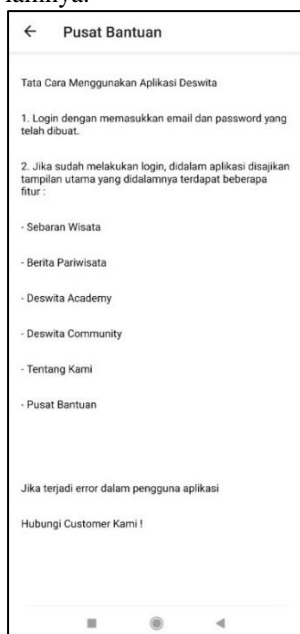 ← Pusat Bantuan
Tata Cara Menggunakan Aplikasi Deswita
1. Login dengan memasukkan email dan password yang
telah dibuat.
2. Jika sudah melakukan login, didalam aplikasi disajikan
tampilan utama yang didalamnya terdapat beberapa
fitur :
- Sebaran Wisata
- Berita Pariwisata
- Deswita Academy
- Deswita Community
- Tentang Kami
- Pusat Bantuan
Jika terjadi error dalam pengguna aplikasi
Hubungi Customer Kami !